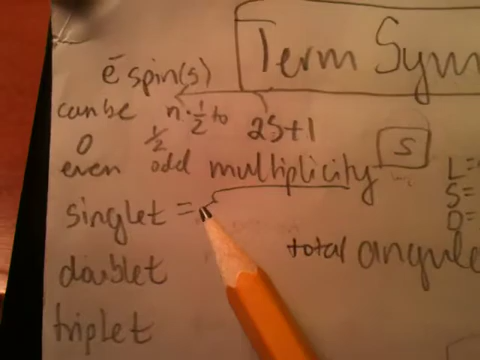 Term Sym
e⁻ spin(s)
can be n·1/2 to 2S+1
0 1/2
even odd multiplicity
S
L=
S=
D=
singlet =
total angul
doublet
triplet